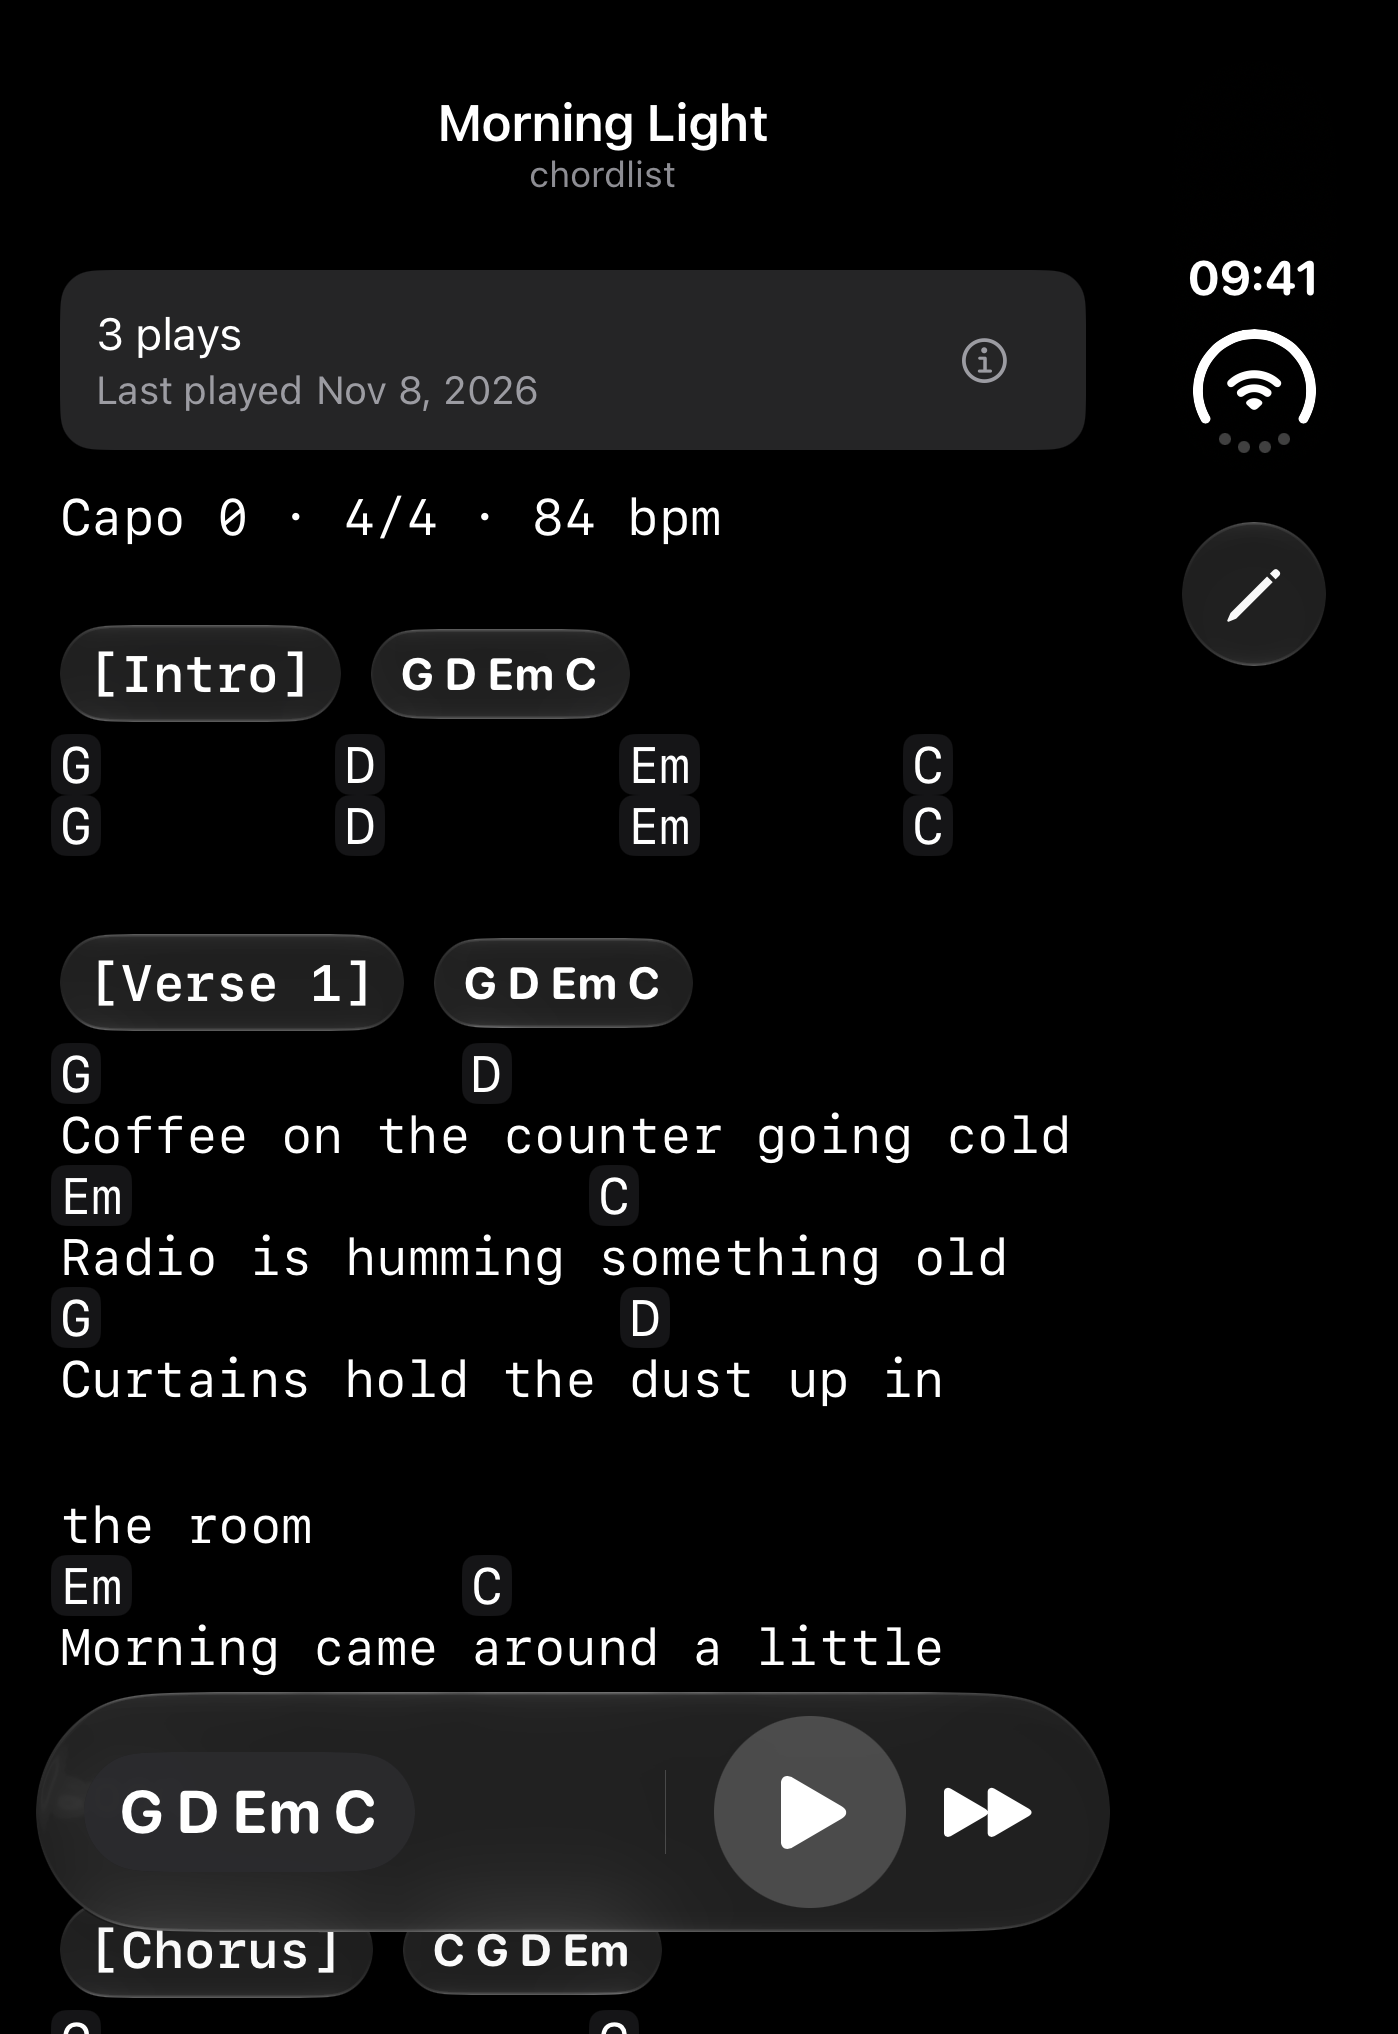 Morning Light
chordlist
09:41
3 plays
Last played Nov 8, 2026
Capo 0 · 4/4 · 84 bpm
[Intro] G D Em C
G D Em C
G D Em C
[Verse 1] G D Em C
G D
Coffee on the counter going cold
Em C
Radio is humming something old
G D
Curtains hold the dust up in
the room
Em C
Morning came around a little
G D Em C
[Chorus] C G D Em